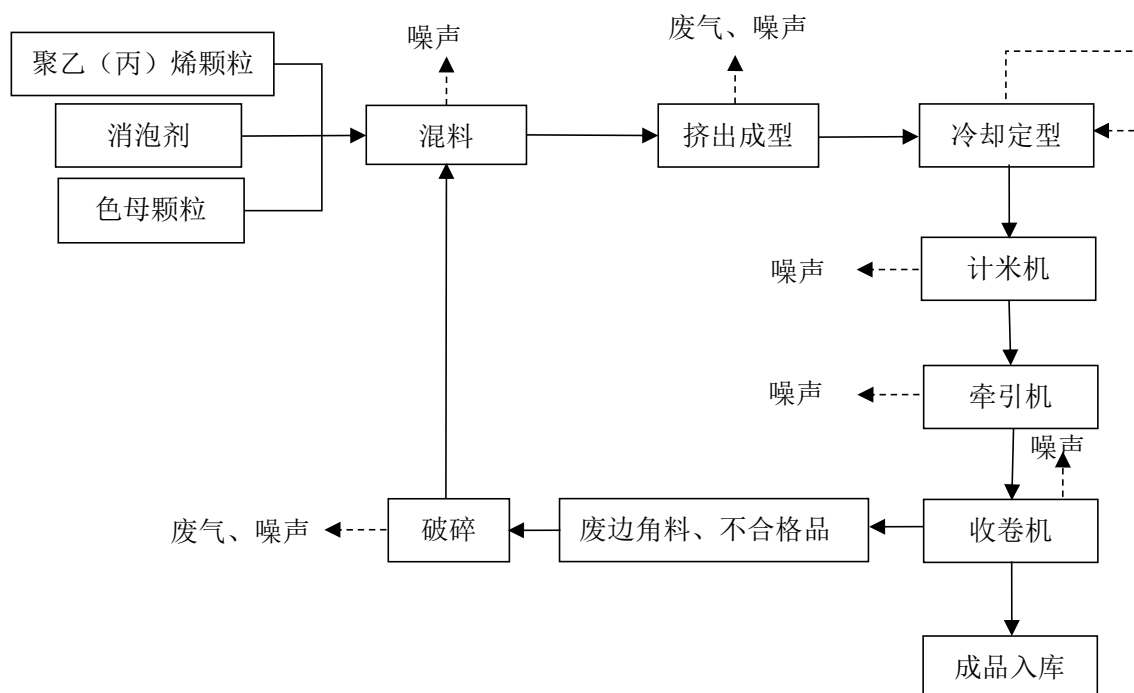 噪声
废气、噪声
聚乙（丙）烯颗粒
消泡剂
混料
挤出成型
冷却定型
色母颗粒
噪声
计米机
噪声
牵引机
噪声
废气、噪声
破碎
废边角料、不合格品
收卷机
成品入库